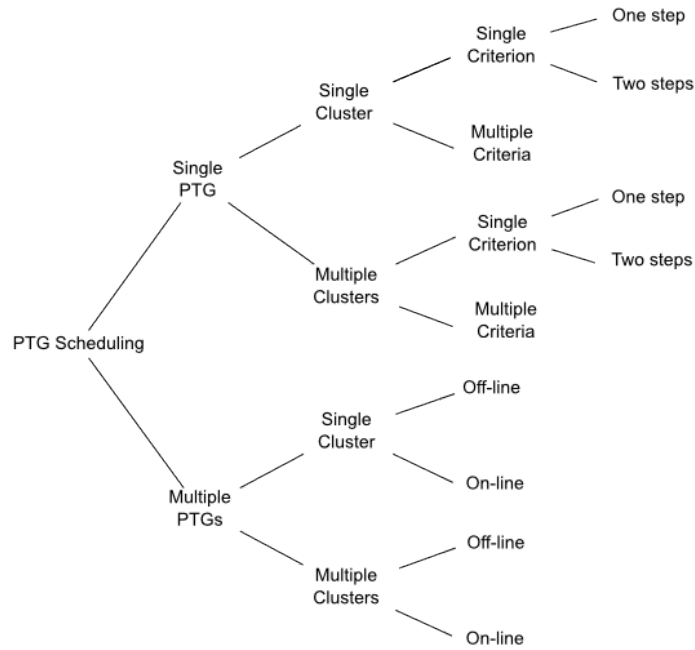 One step
Single
Criterion
Two steps
Single
Cluster
Multiple
Criteria
Single
PTG
One step
Single
Criterion
Two steps
Multiple
Clusters
Multiple
Criteria
PTG Scheduling
Off-line
Single
Cluster
On-line
Multiple
PTGs
Off-line
Multiple
Clusters
On-line